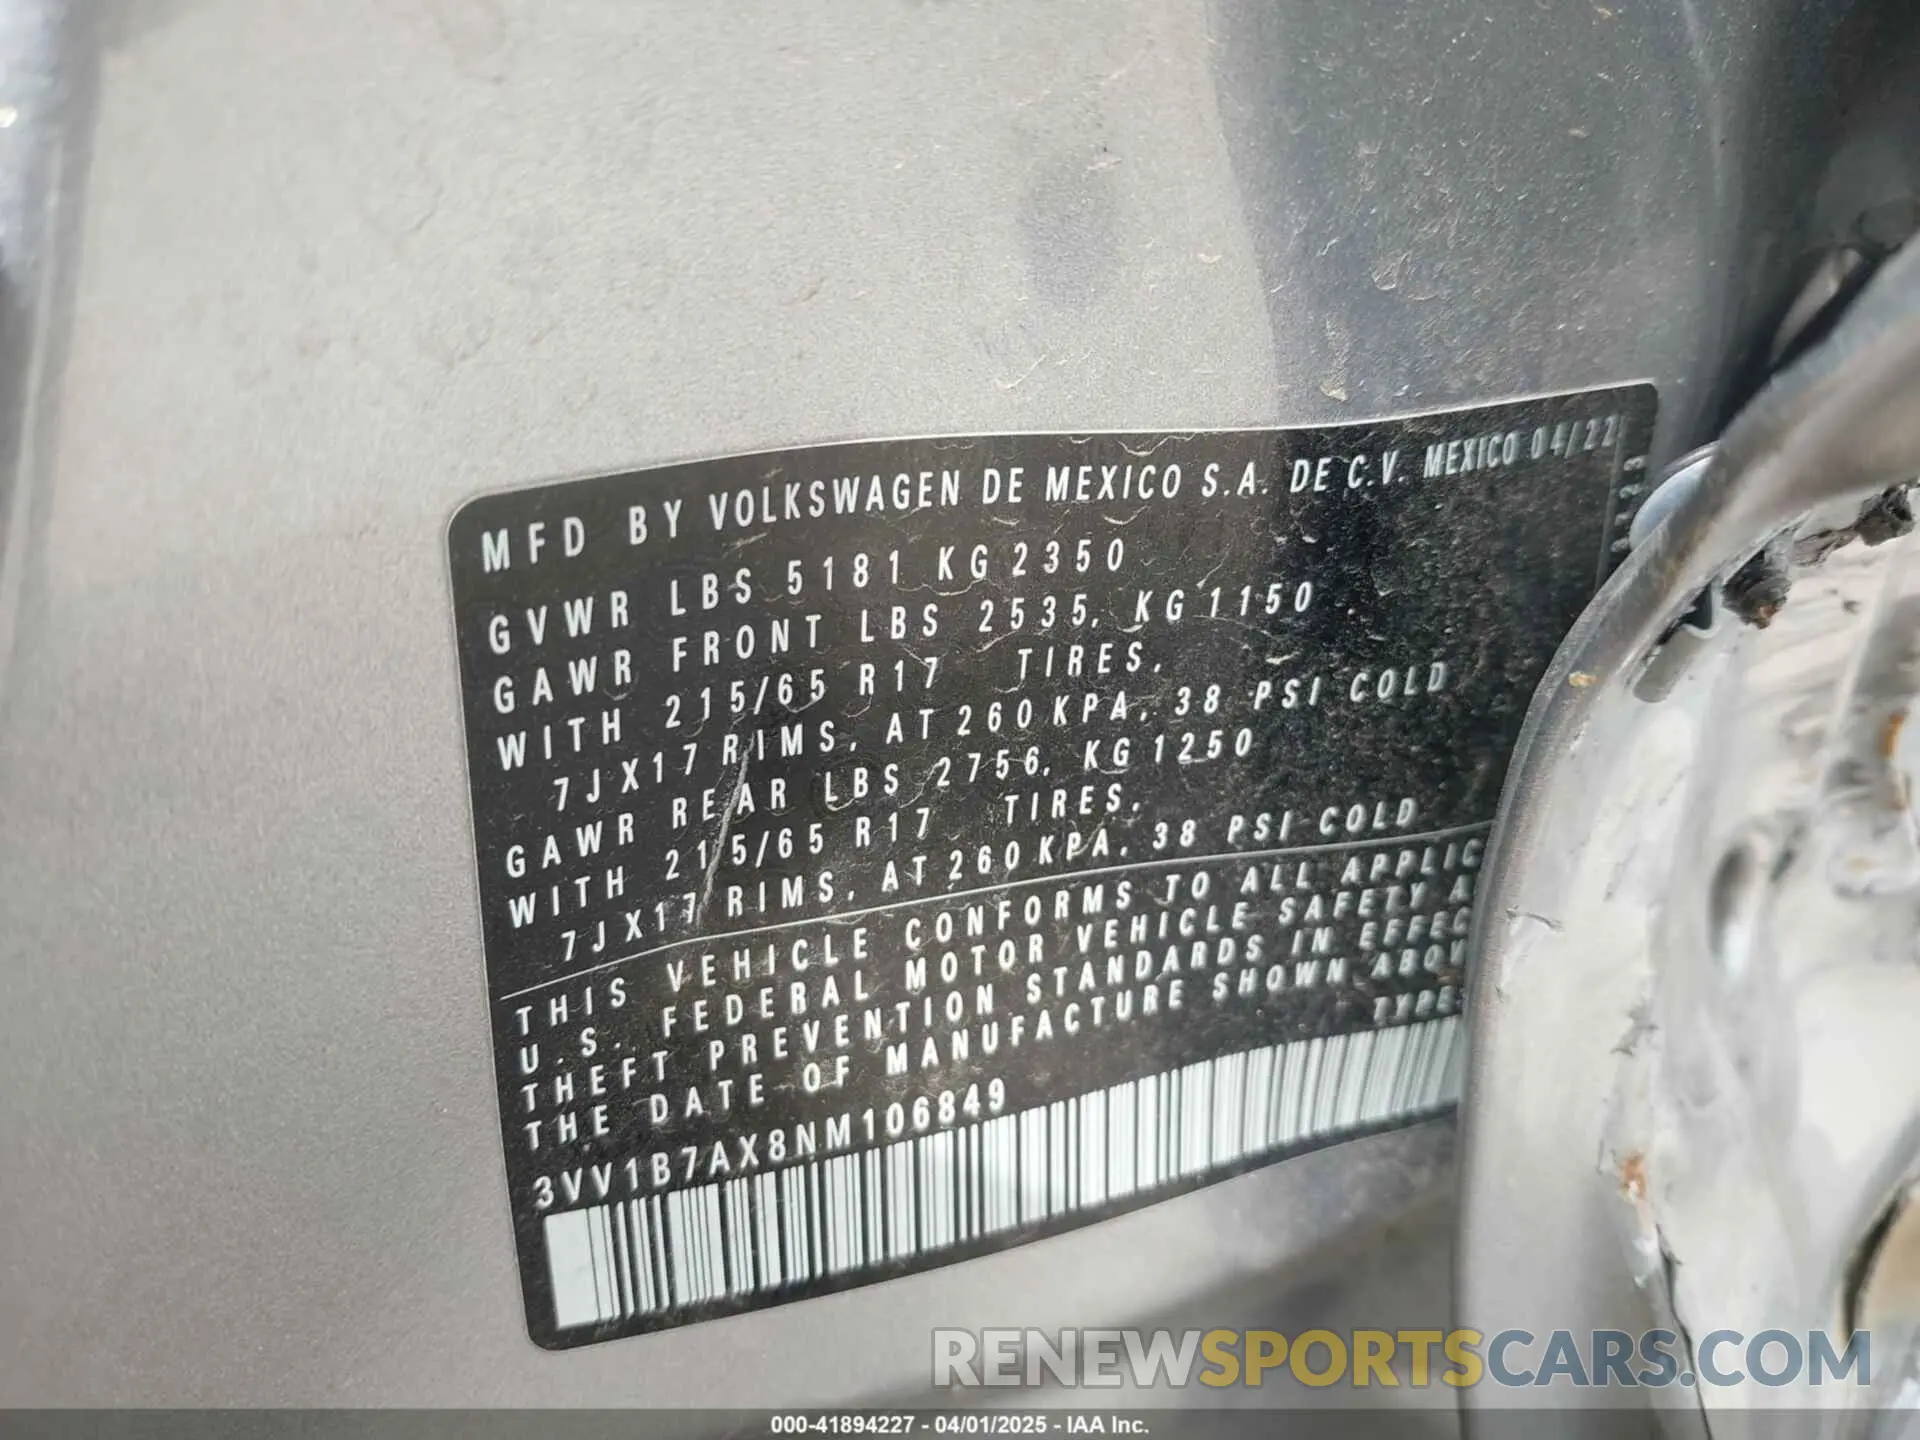 MFD BY VOLKSWAGEN DE MEXICO S.A. DE C.V. MEXICO 04/22
GVWR LBS 5181 KG 2350
GAWR FRONT LBS 2535, KG 1150
WITH 215/65 R17 TIRES,
7JX17 RIMS, AT 260 KPA, 38 PSI COLD
GAWR REAR LBS 2756, KG 1250
WITH 215/65 R17 TIRES,
7JX17 RIMS, AT 260 KPA, 38 PSI COLD
THIS VEHICLE CONFORMS TO ALL APPLIC
U.S. FEDERAL MOTOR VEHICLE SAFETY A
THEFT PREVENTION STANDARDS IN EFFEC
THE DATE OF MANUFACTURE SHOWN ABOV
TYPE:
3VV1B7AX8NM106849
RENEWSPORTSCARS.COM
000-41894227 - 04/01/2025 - IAA Inc.